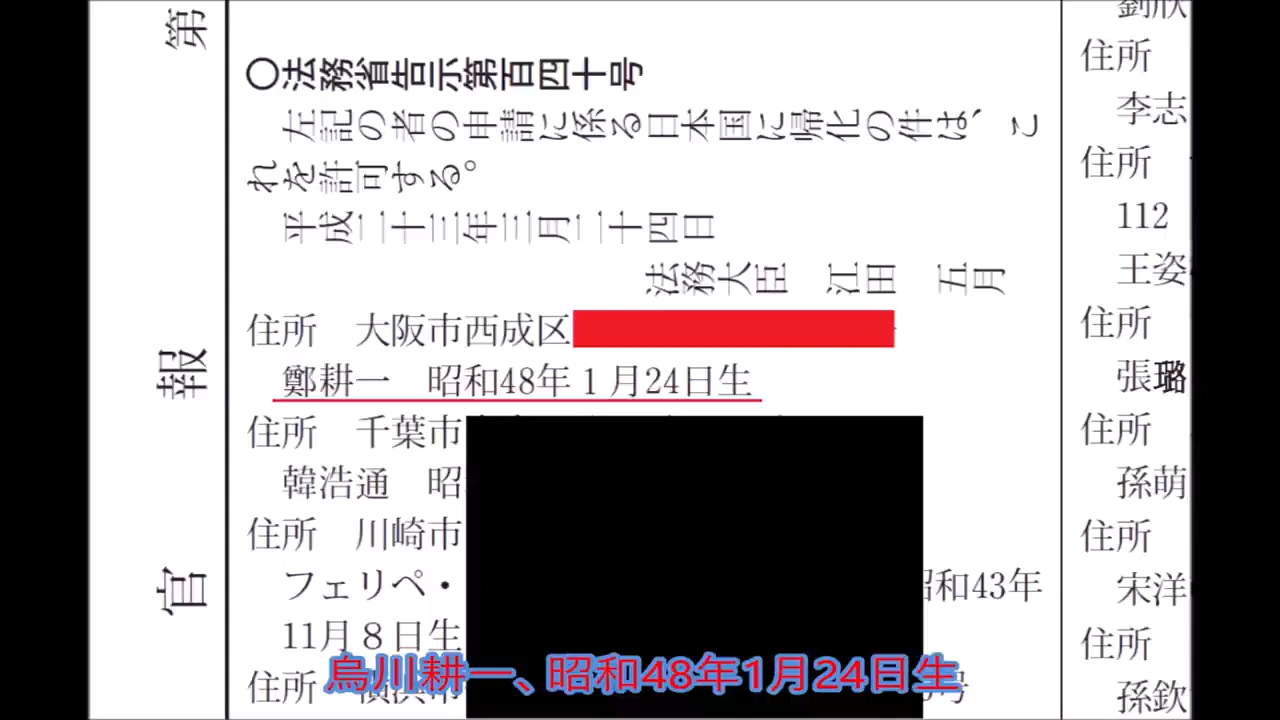 第
報
官
〇法務省告示第百四十号
左記の者の申請に係る日本国に帰化の件は、こ
れを許可する。
平成二十三年三月二十四日
法務大臣 江田 五月
住所 大阪市西成区
鄭耕一 昭和48年1月24日生
住所 千葉市
韓浩通 昭
住所 川崎市
フェリペ・
昭和43年
11月8日生
住所 横浜市
号
劉欣
住所
李志
住所
112
王姿
住所
張璐
住所
孫萌
住所
宋洋
住所
孫欽
烏川耕一、昭和48年1月24日生